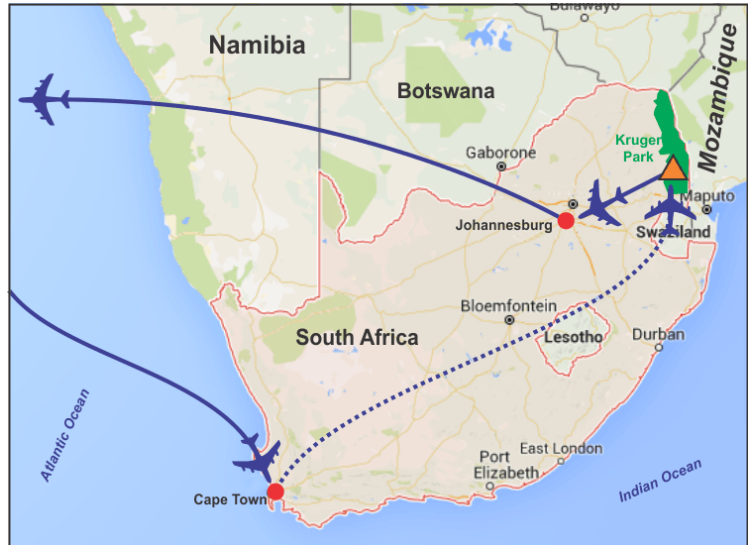 Bulawayo
Namibia
Botswana
Mozambique
Kruger
Park
Gaborone
Maputo
Johannesburg
Swaziland
Bloemfontein
South Africa
Lesotho
Durban
Atlantic Ocean
East London
Port
Elizabeth
Cape Town
Indian Ocean